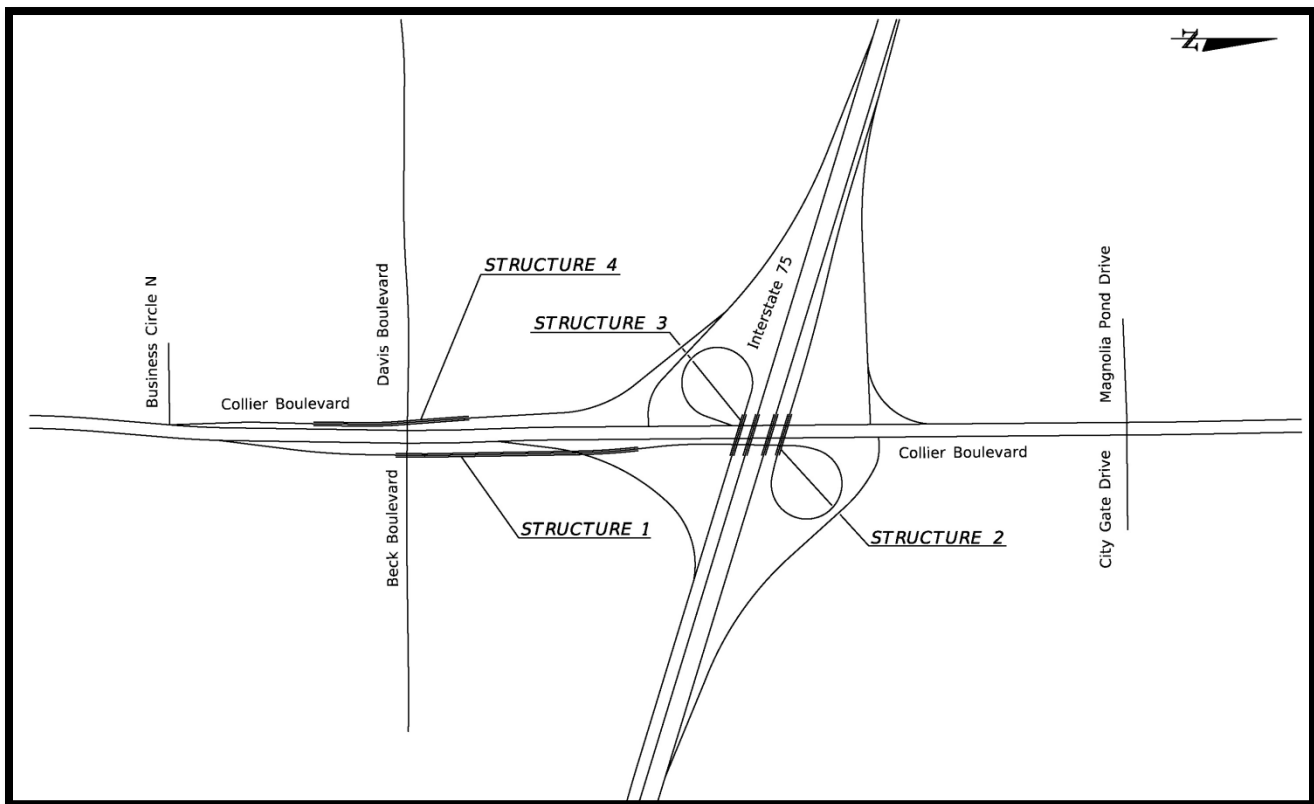 N
STRUCTURE 4
Business Circle N
Davis Boulevard
STRUCTURE 3
Interstate 75
Magnolia Pond Drive
Collier Boulevard
Collier Boulevard
Beck Boulevard
STRUCTURE 1
STRUCTURE 2
City Gate Drive